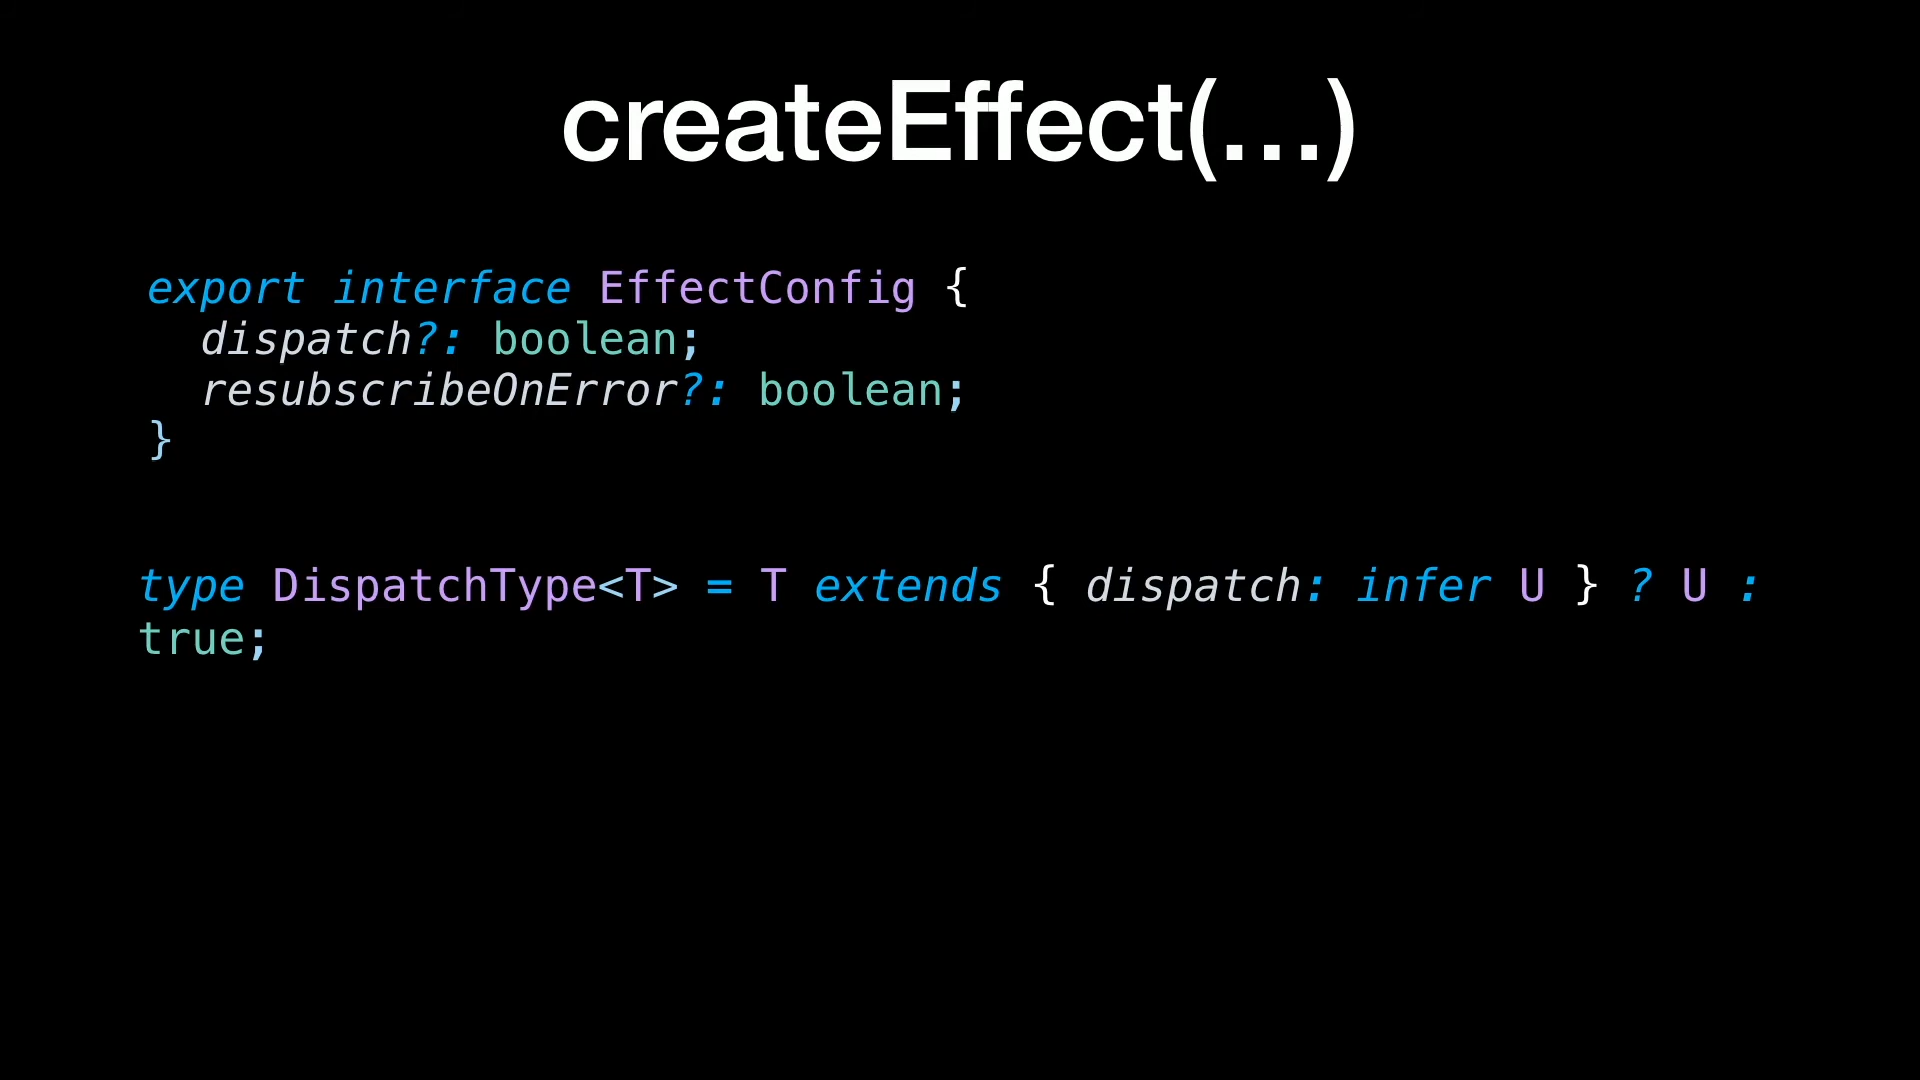 createEffect(...)
export interface EffectConfig {
  dispatch?: boolean;
  resubscribeOnError?: boolean;
}
type DispatchType<T> = T extends { dispatch: infer U } ? U :
true;